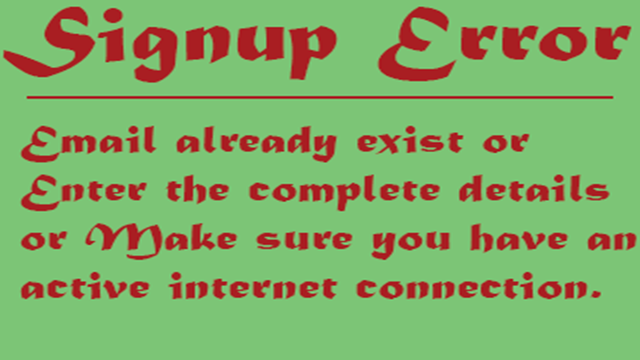 Signup Error
Email already exist or
Enter the complete details
or Make sure you have an
active internet connection.